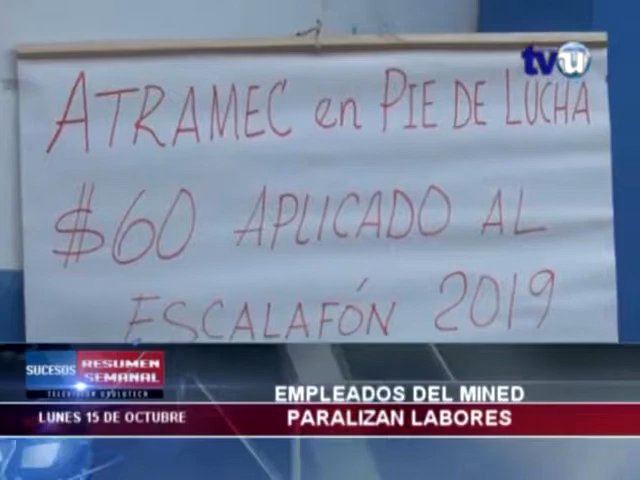 tvu
ATRAMEC en PIE DE LUCHA
$60 APLICADO AL
ESCALAFÓN 2019
SUCESOS RESUMEN SEMANAL
EMPLEADOS DEL MINED
LUNES 15 DE OCTUBRE
PARALIZAN LABORES